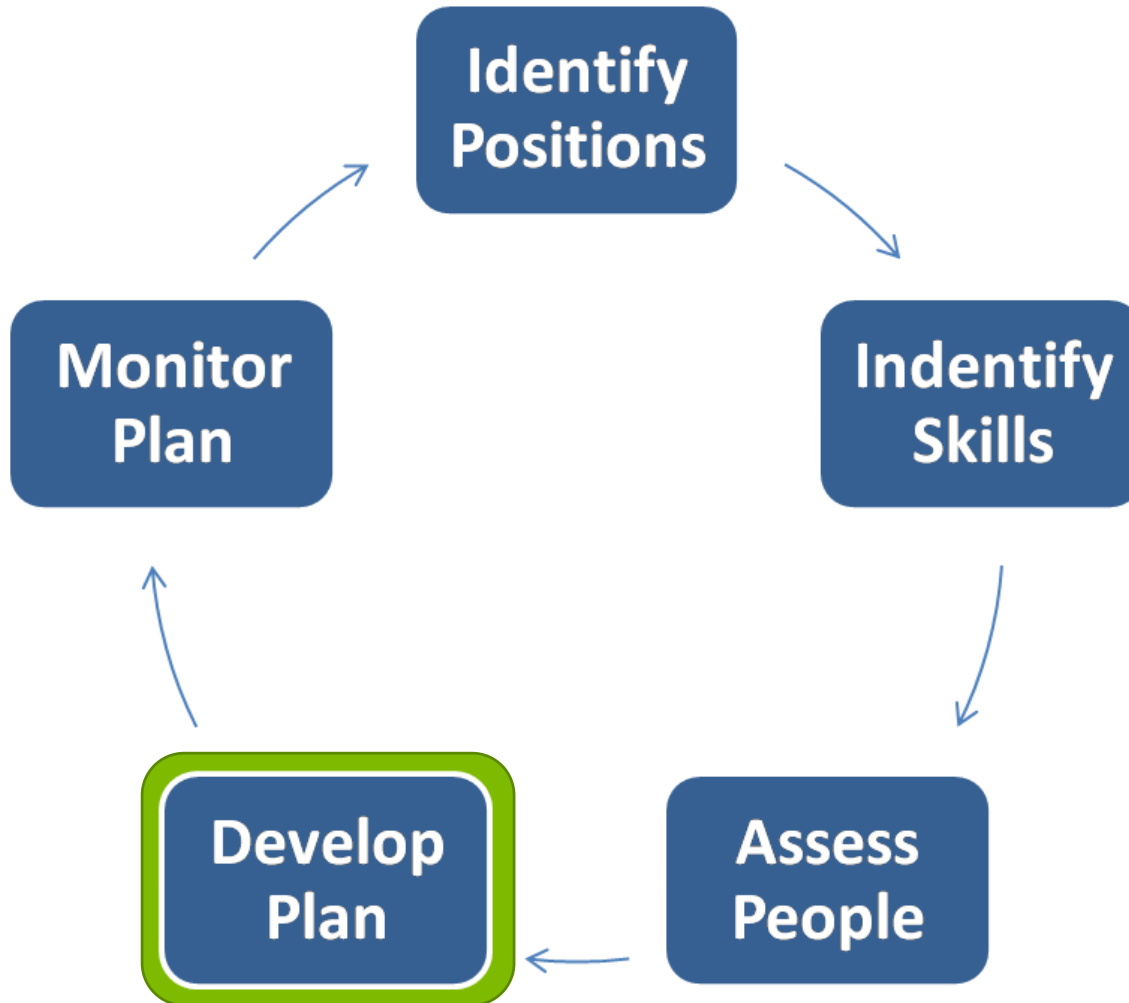 Identify
Positions
Indentify
Skills
Assess
People
Develop
Plan
Monitor
Plan